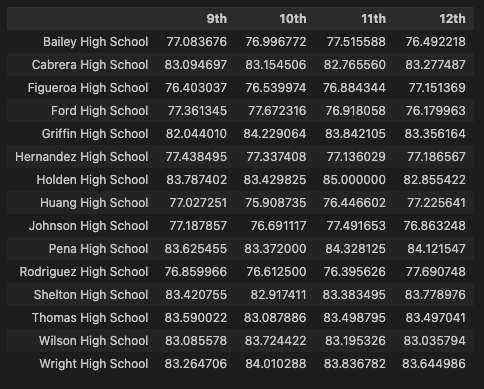 9th 10th 11th 12th
Bailey High School 77.083676 76.996772 77.515588 76.492218
Cabrera High School 83.094697 83.154506 82.765560 83.277487
Figueroa High School 76.403037 76.539974 76.884344 77.151369
Ford High School 77.361345 77.672316 76.918058 76.179963
Griffin High School 82.044010 84.229064 83.842105 83.356164
Hernandez High School 77.438495 77.337408 77.136029 77.186567
Holden High School 83.787402 83.429825 85.000000 82.855422
Huang High School 77.027251 75.908735 76.446602 77.225641
Johnson High School 77.187857 76.691117 77.491653 76.863248
Pena High School 83.625455 83.372000 84.328125 84.121547
Rodriguez High School 76.859966 76.612500 76.395626 77.690748
Shelton High School 83.420755 82.917411 83.383495 83.778976
Thomas High School 83.590022 83.087886 83.498795 83.497041
Wilson High School 83.085578 83.724422 83.195326 83.035794
Wright High School 83.264706 84.010288 83.836782 83.644986